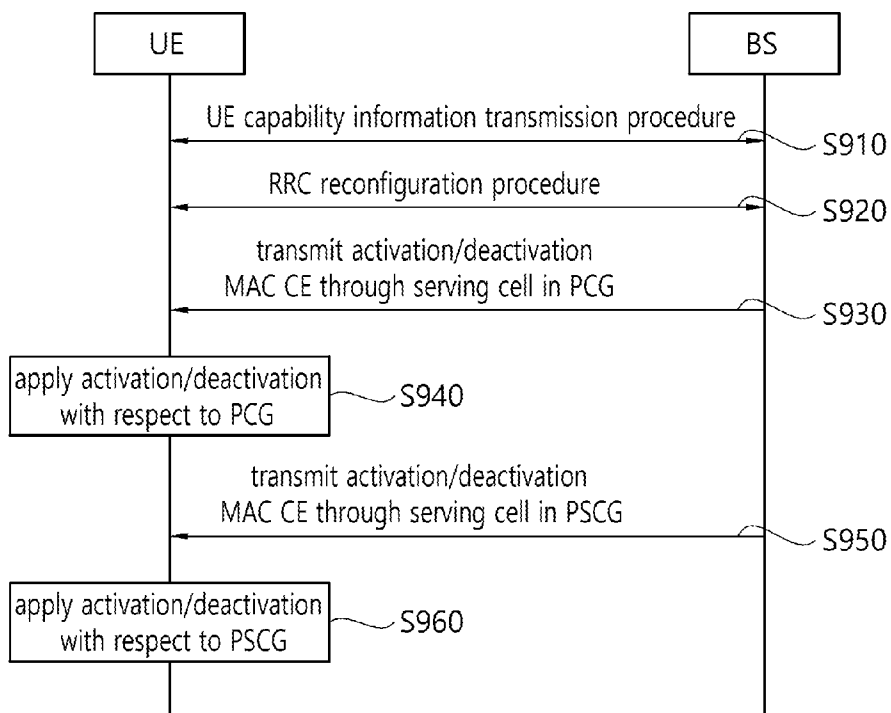 UE
BS
UE capability information transmission procedure
S910
RRC reconfiguration procedure
S920
transmit activation/deactivation
MAC CE through serving cell in PCG
S930
apply activation/deactivation
with respect to PCG
S940
transmit activation/deactivation
MAC CE through serving cell in PSCG
S950
apply activation/deactivation
with respect to PSCG
S960